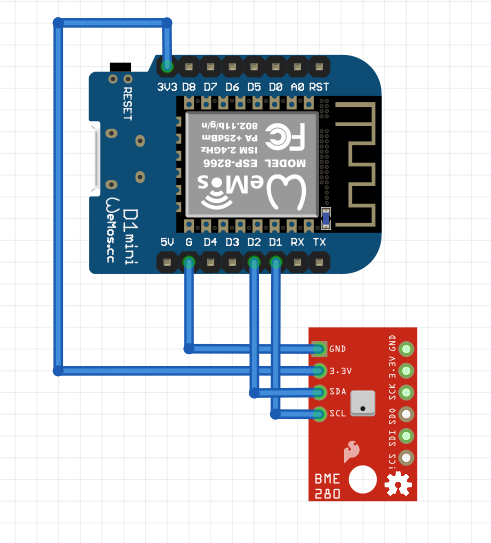 3V3 D8 D7 D6 D5 D0 A0 RST
RESET
MODEL ESP-8266
ISM 2.4GHz
PA +25dBm
802.11b/g/n
FC
WeMos
D1 mini
WeMos.cc
5V G D4 D3 D2 D1 RX TX
GND
3.3V
SDA
SCL
GND
3.3V
SCK
SDO
SDI
!CS
BME
280